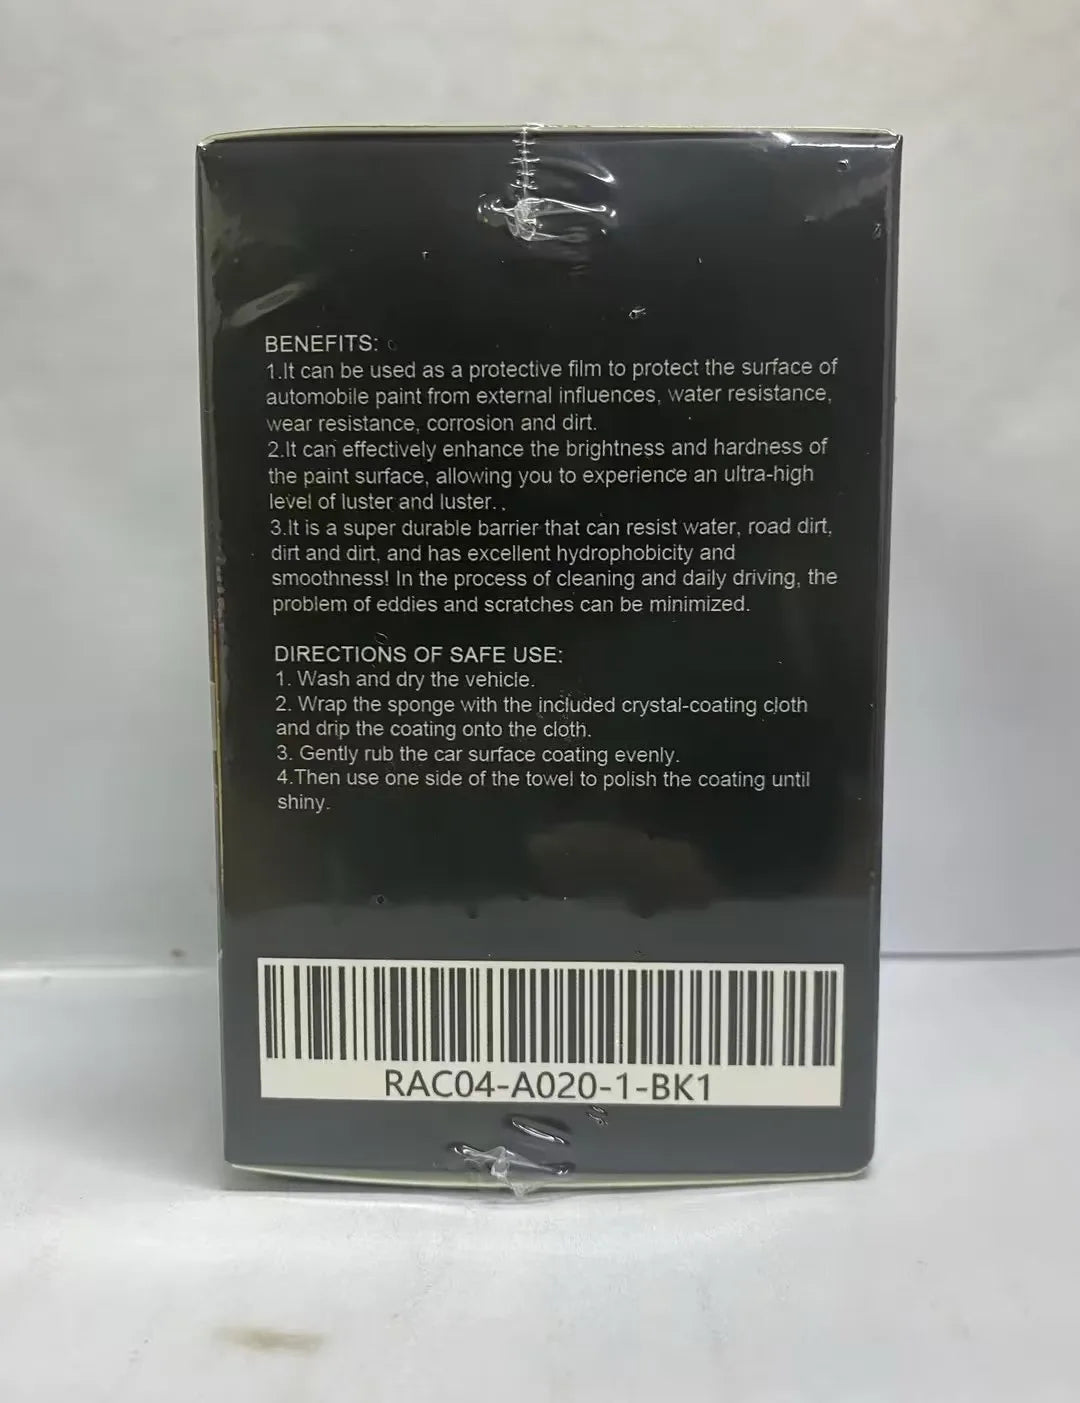 BENEFITS:
1.It can be used as a protective film to protect the surface of
automobile paint from external influences, water resistance,
wear resistance, corrosion and dirt.
2.It can effectively enhance the brightness and hardness of
the paint surface, allowing you to experience an ultra-high
level of luster and luster. .
3.It is a super durable barrier that can resist water, road dirt,
dirt and dirt, and has excellent hydrophobicity and
smoothness! In the process of cleaning and daily driving, the
problem of eddies and scratches can be minimized.
DIRECTIONS OF SAFE USE:
1. Wash and dry the vehicle.
2. Wrap the sponge with the included crystal-coating cloth
and drip the coating onto the cloth.
3. Gently rub the car surface coating evenly.
4.Then use one side of the towel to polish the coating until
shiny.
RAC04-A020-1-BK1